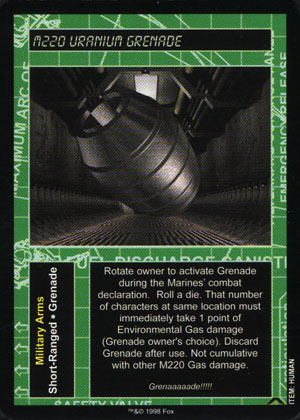 M220 URANIUM GRENADE
MAXIMUM ARC OF
EMERGENCY RELEASE
Military Arms
Short-Ranged • Grenade
Rotate owner to activate Grenade
during the Marines' combat
declaration. Roll a die. That number
of characters at same location must
immediately take 1 point of
Environmental Gas damage
(Grenade owner's choice). Discard
Grenade after use. Not cumulative
with other M220 Gas damage.
Grenaaaaade!!!!!
ITEM: HUMAN
SAFETY VALVE
™&© 1998 Fox